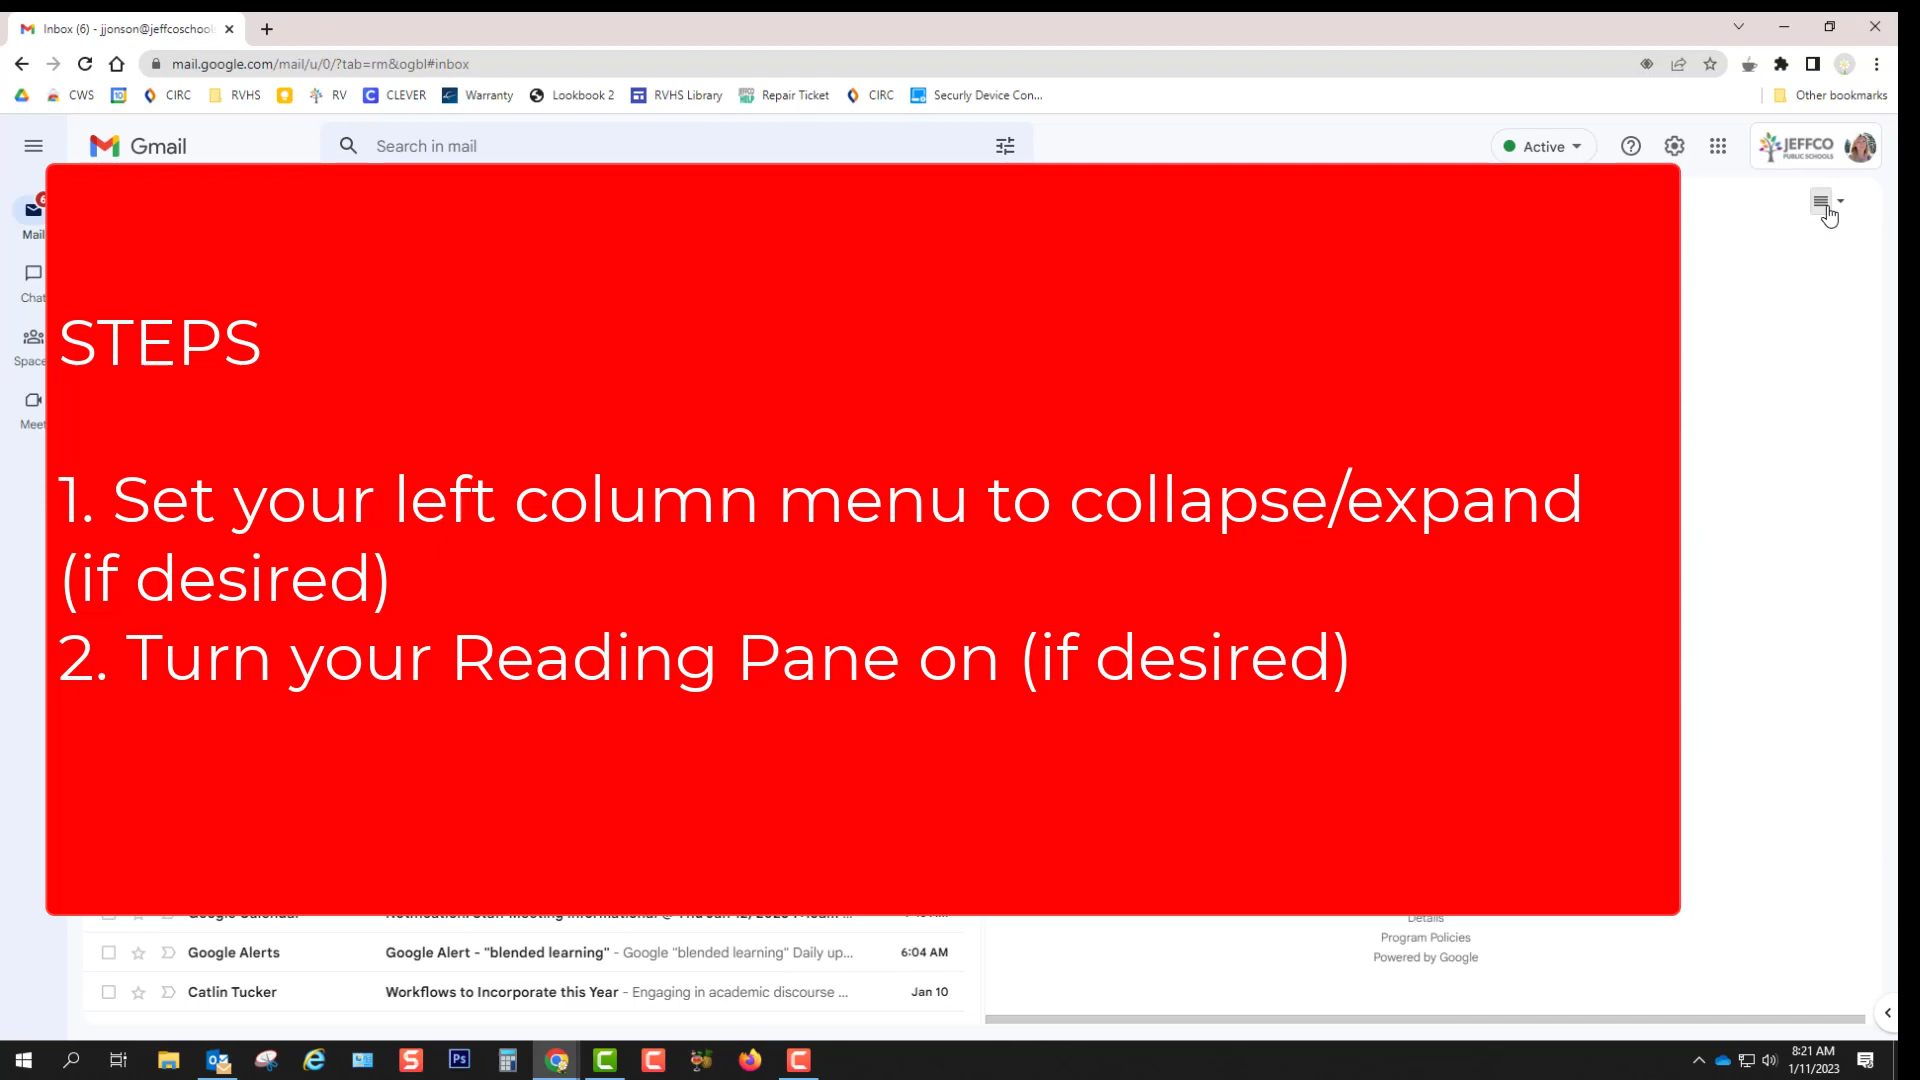 Inbox (6) - jjonson@jeffcoschool
mail.google.com/mail/u/0/?tab=rm&ogbl#inbox
CWS CIRC RVHS RV CLEVER Warranty Lookbook 2 RVHS Library Repair Ticket CIRC Securly Device Con... Other bookmarks
Gmail Search in mail Active JEFFCO PUBLIC SCHOOLS
6
Mail
Chat
Space
Meet
STEPS
1. Set your left column menu to collapse/expand
(if desired)
2. Turn your Reading Pane on (if desired)
Details
Google Alerts Google Alert - "blended learning" - Google "blended learning" Daily up... 6:04 AM
Program Policies
Powered by Google
Catlin Tucker Workflows to Incorporate this Year - Engaging in academic discourse ... Jan 10
8:21 AM
1/11/2023